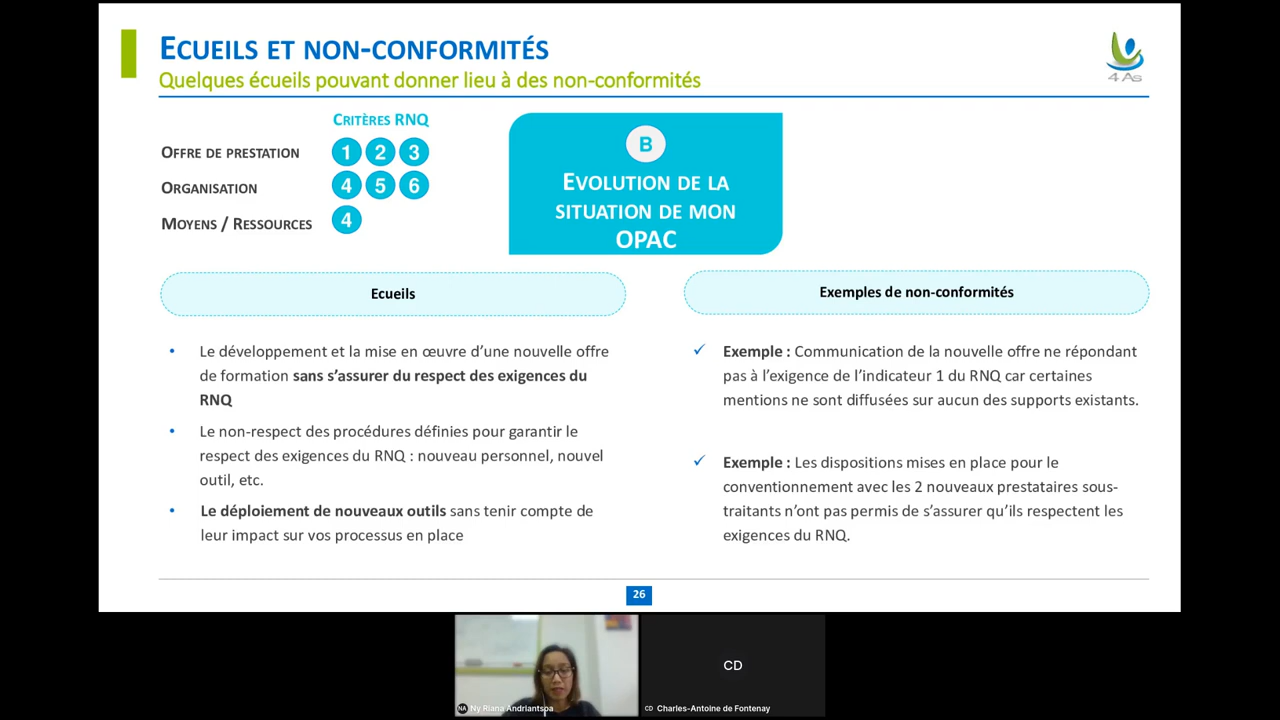 ECUEILS ET NON-CONFORMITÉS
Quelques écueils pouvant donner lieu à des non-conformités
4 As
CRITÈRES RNQ
OFFRE DE PRESTATION 1 2 3
ORGANISATION 4 5 6
MOYENS / RESSOURCES 4
B
EVOLUTION DE LA
SITUATION DE MON
OPAC
Ecueils
• Le développement et la mise en œuvre d’une nouvelle offre
de formation sans s’assurer du respect des exigences du
RNQ
• Le non-respect des procédures définies pour garantir le
respect des exigences du RNQ : nouveau personnel, nouvel
outil, etc.
• Le déploiement de nouveaux outils sans tenir compte de
leur impact sur vos processus en place
Exemples de non-conformités
✓ Exemple : Communication de la nouvelle offre ne répondant
pas à l’exigence de l’indicateur 1 du RNQ car certaines
mentions ne sont diffusées sur aucun des supports existants.
✓ Exemple : Les dispositions mises en place pour le
conventionnement avec les 2 nouveaux prestataires sous-
traitants n’ont pas permis de s’assurer qu’ils respectent les
exigences du RNQ.
26
CD
NA Ny.Riana Andriantspa
CD Charles-Antoine de Fontenay